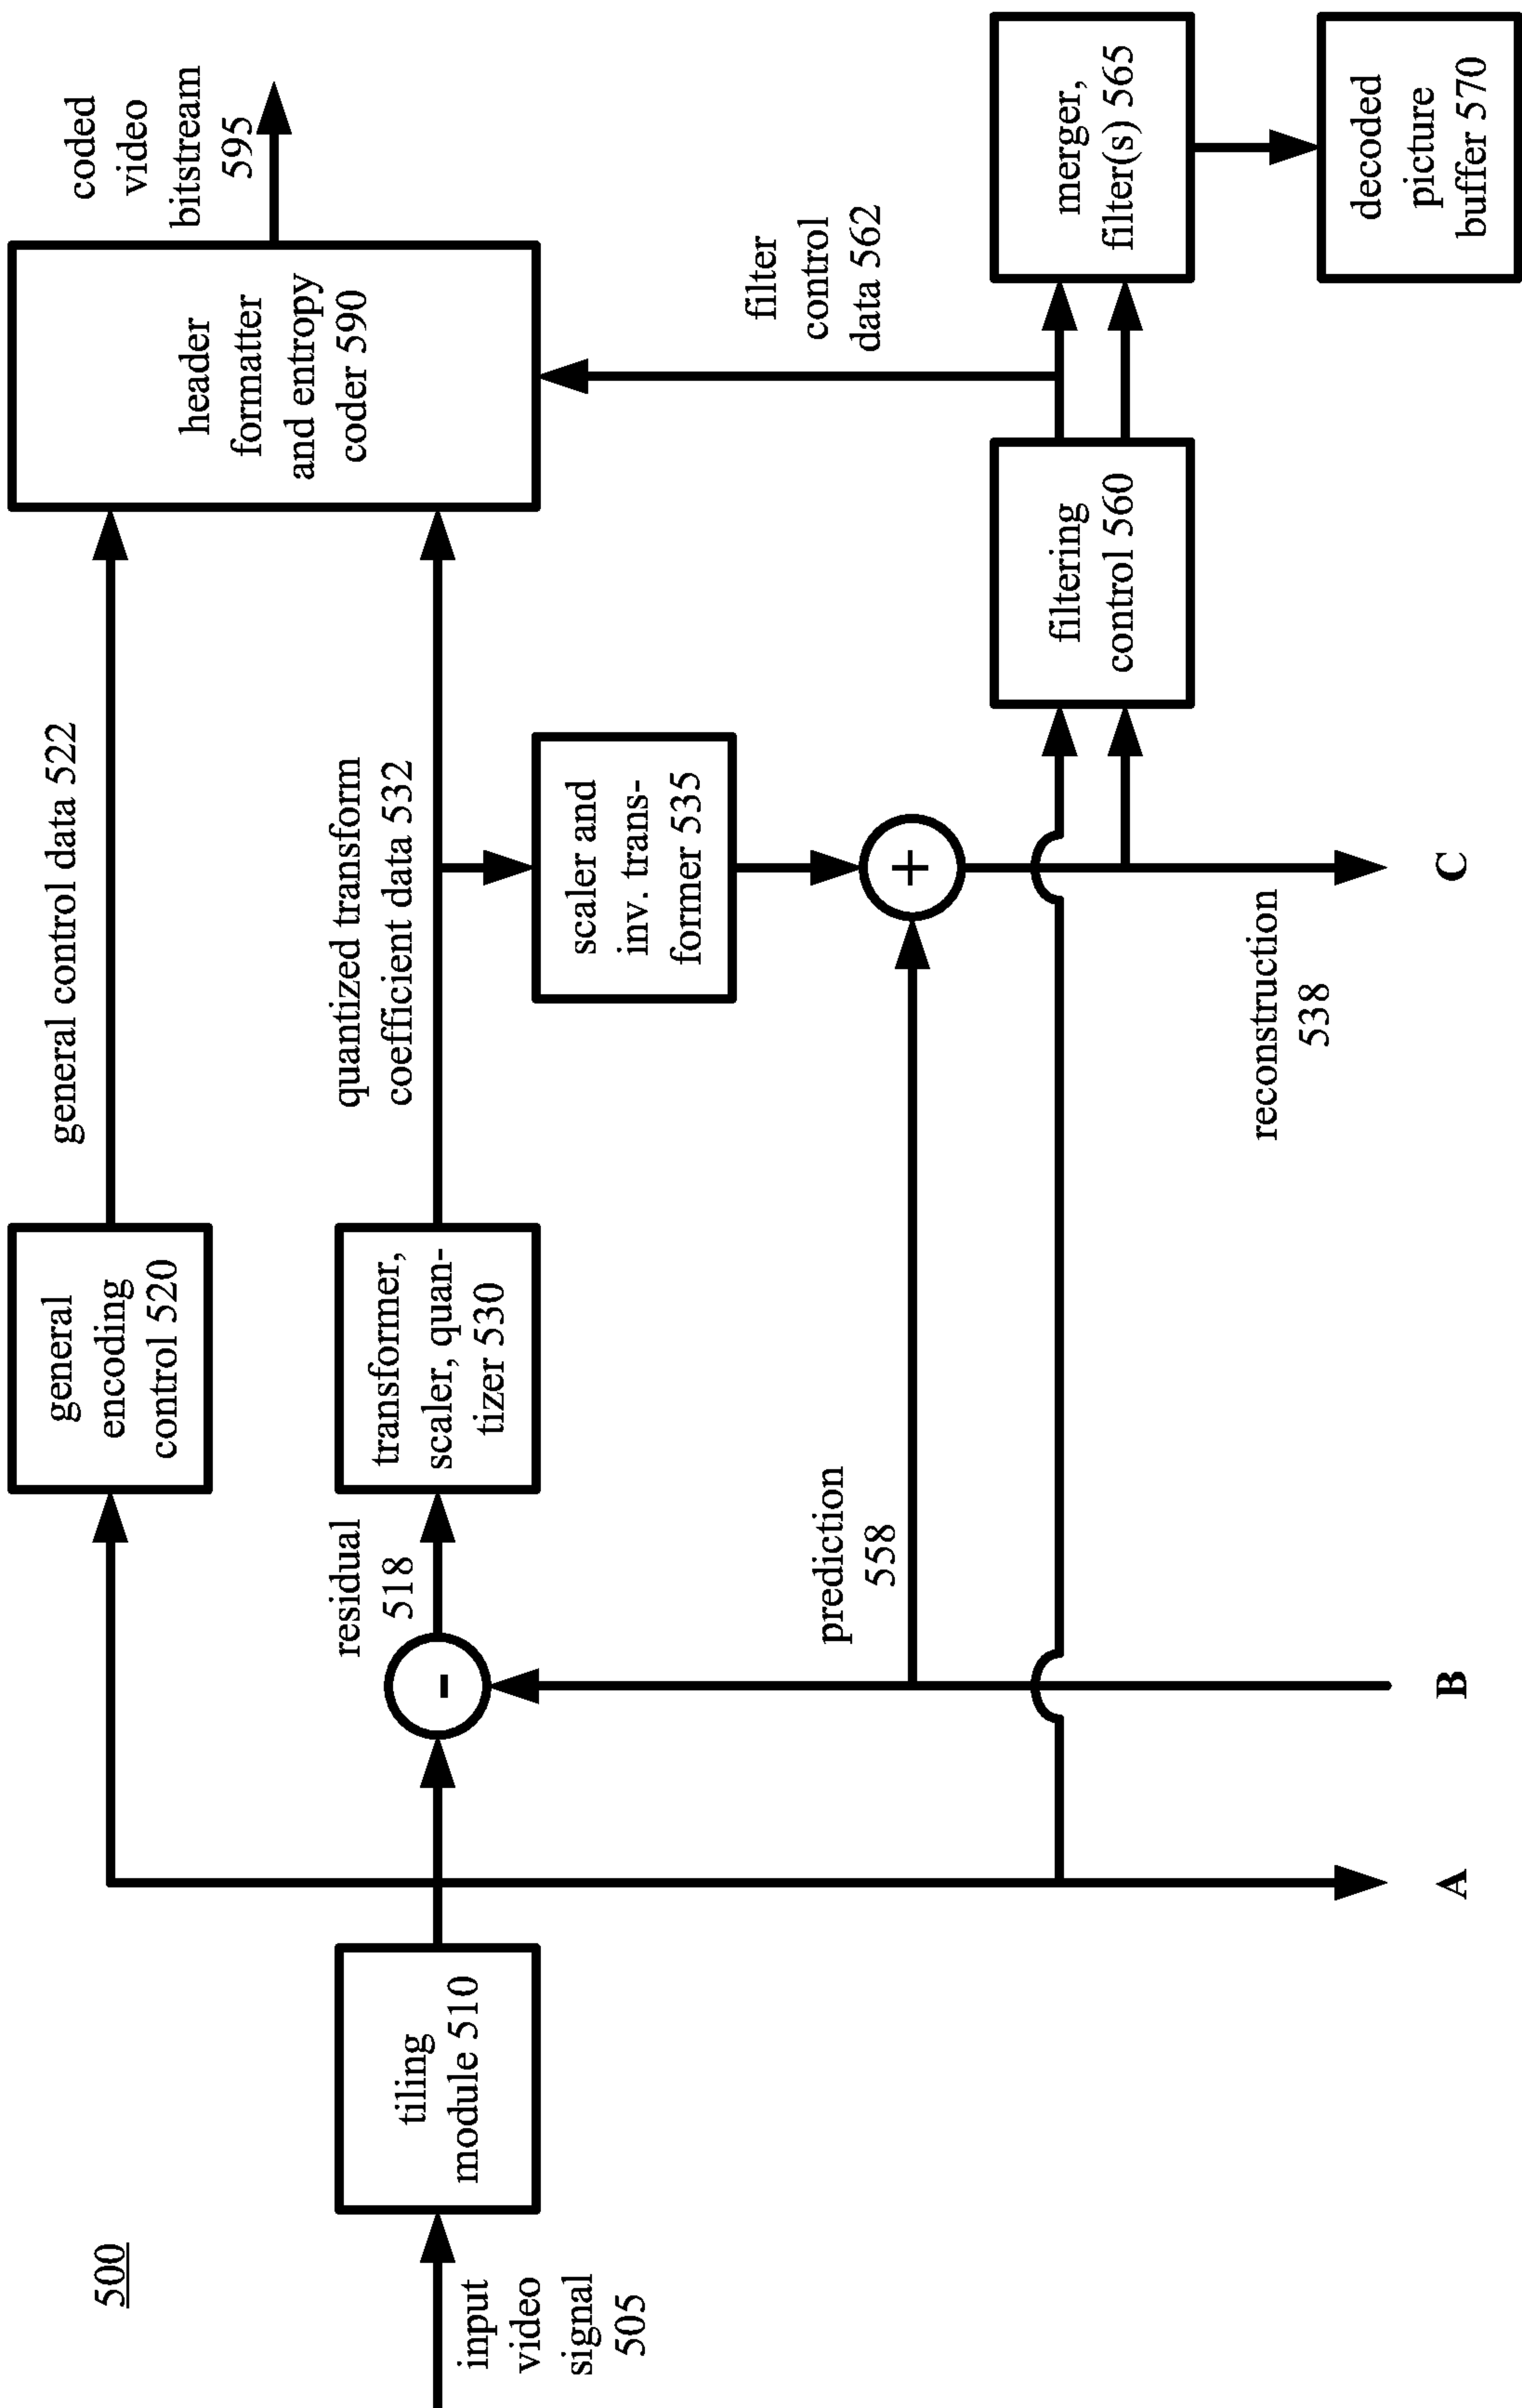 500
input
video
signal
505
tiling
module 510
general
encoding
control 520
general control data 522
residual
518
transformer,
scaler, quan-
tizer 530
quantized transform
coefficient data 532
scaler and
inv. trans-
former 535
header
formatter
and entropy
coder 590
coded
video
bitstream
595
-
+
prediction
558
filtering
control 560
filter
control
data 562
merger,
filter(s) 565
decoded
picture
buffer 570
reconstruction
538
A
B
C